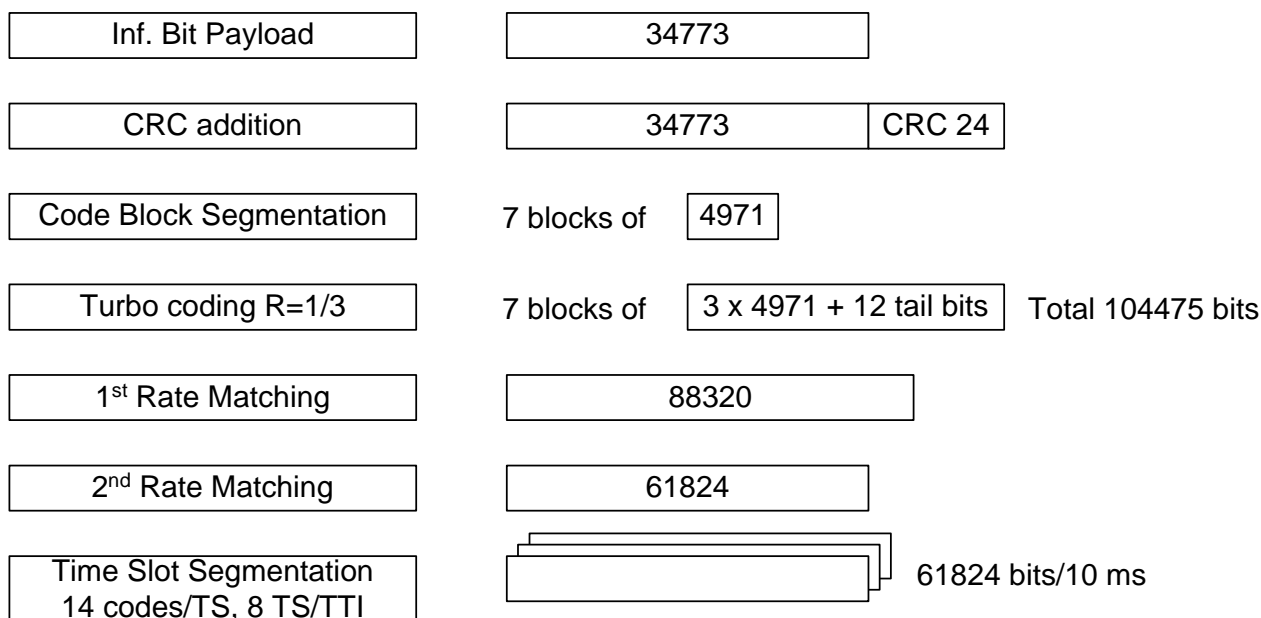 Inf. Bit Payload 34773
CRC addition 34773 CRC 24
Code Block Segmentation 7 blocks of 4971
Turbo coding R=1/3 7 blocks of 3 x 4971 + 12 tail bits Total 104475 bits
1st Rate Matching 88320
2nd Rate Matching 61824
Time Slot Segmentation
14 codes/TS, 8 TS/TTI
61824 bits/10 ms